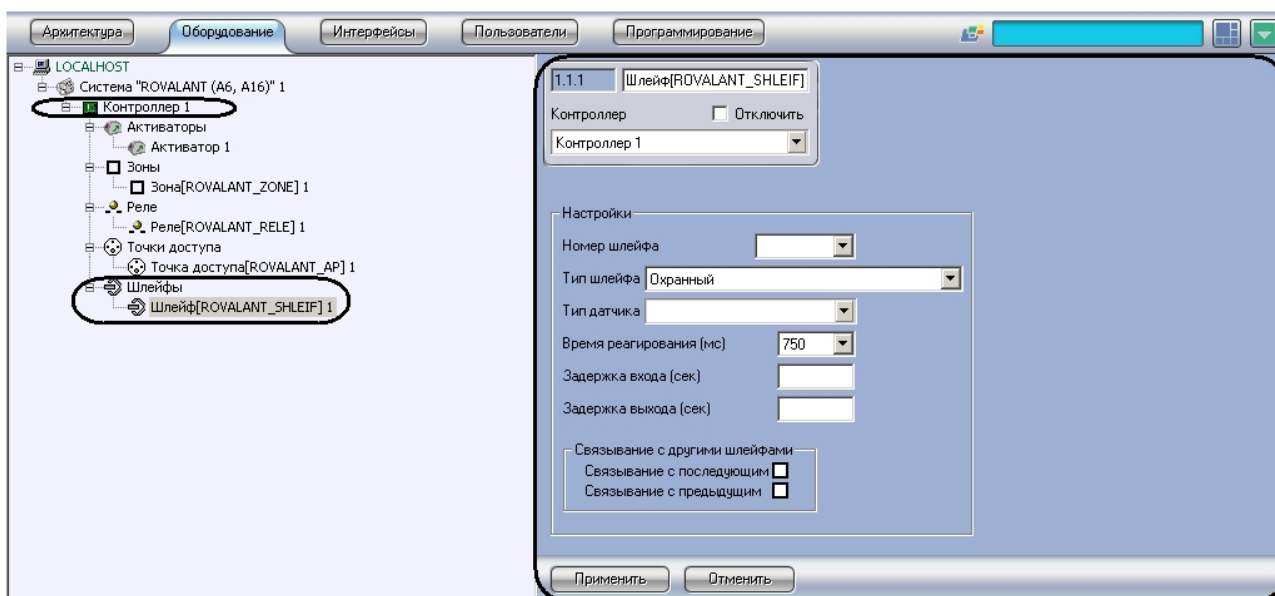 Архитектура Оборудование Интерфейсы Пользователи Программирование
LOCALHOST
Система "ROVALANT (A6, A16)" 1
Контроллер 1
Активаторы
Активатор 1
Зоны
Зона[ROVALANT_ZONE] 1
Реле
Реле[ROVALANT_RELE] 1
Точки доступа
Точка доступа[ROVALANT_AP] 1
Шлейфы
Шлейф[ROVALANT_SHLEIF] 1
1.1.1 Шлейф[ROVALANT_SHLEIF]
Контроллер Отключить
Контроллер 1
Настройки
Номер шлейфа
Тип шлейфа Охранный
Тип датчика
Время реагирования (мс) 750
Задержка входа (сек)
Задержка выхода (сек)
Связывание с другими шлейфами
Связывание с последующим
Связывание с предыдущим
Применить Отменить